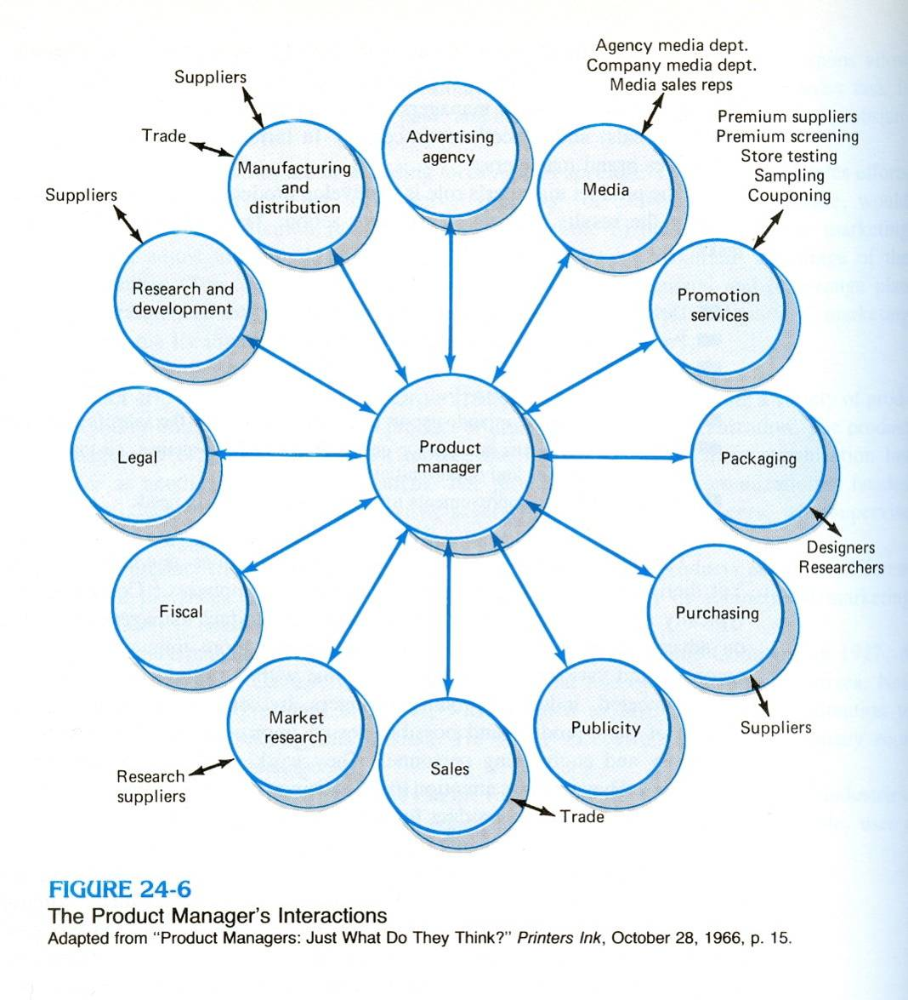 Agency media dept.
Company media dept.
Media sales reps
Suppliers
Premium suppliers
Premium screening
Store testing
Sampling
Couponing
Trade
Advertising
agency
Manufacturing
and
distribution
Media
Suppliers
Research and
development
Promotion
services
Legal
Product
manager
Packaging
Designers
Researchers
Fiscal
Purchasing
Suppliers
Market
research
Publicity
Sales
Research
suppliers
Trade
FIGURE 24-6
The Product Manager's Interactions
Adapted from "Product Managers: Just What Do They Think?" Printers Ink, October 28, 1966, p. 15.